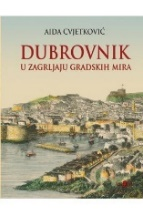 AIDA CVJETKOVIĆ
DUBROVNIK
U ZAGRLJAJU GRADSKIH MIRA